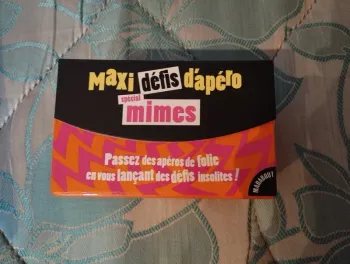 Maxi défis d'apéro
spécial
mimes
Passez des apéros de folie
en vous lançant des défis insolites !
MARABOUT